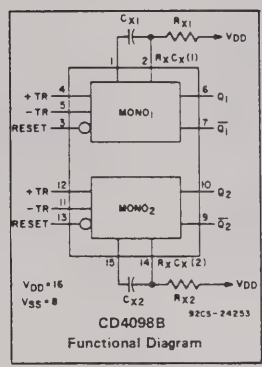 CX1 RX1
VDD
1 2 RXCX(1)
+TR 4 6 Q1
-TR 5 MONO1
RESET 3 7 Q1
+TR 12 10 Q2
-TR 11 MONO2
RESET 13 9 Q2
15 14 RXCX(2)
VDD
VDD=16
VSS=8
CX2 RX2
92CS-24253
CD4098B
Functional Diagram